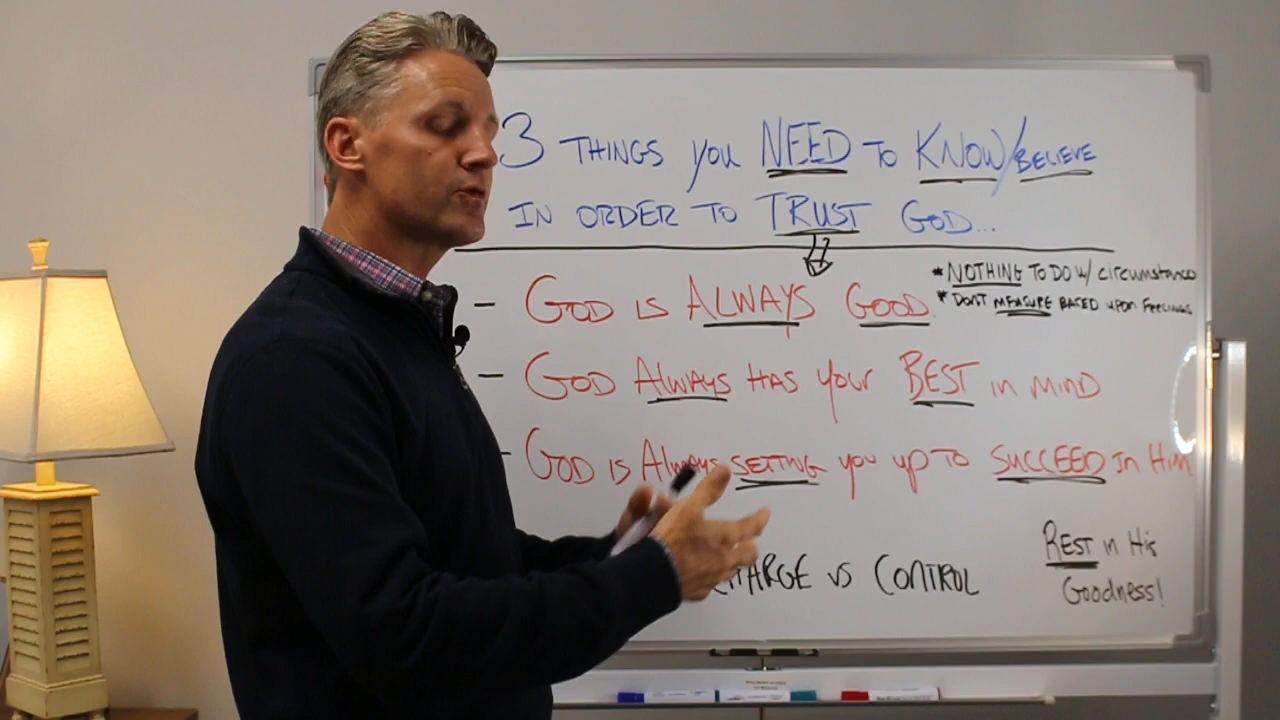 3 THINGS YOU NEED TO KNOW/BELIEVE
IN ORDER TO TRUST GOD...
* NOTHING TO DO W/ CIRCUMSTANCE
* DON'T MEASURE BASED UPON FEELINGS
- GOD IS ALWAYS GOOD
- GOD ALWAYS HAS YOUR BEST IN MIND
- GOD IS ALWAYS SETTING YOU UP TO SUCCEED IN HIM
CHARGE VS CONTROL
REST in His
Goodness!